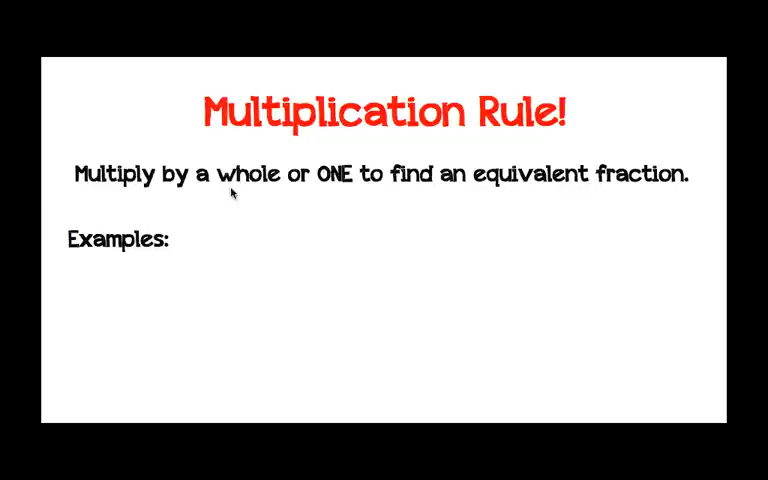 Multiplication Rule!
Multiply by a whole or ONE to find an equivalent fraction.
Examples: